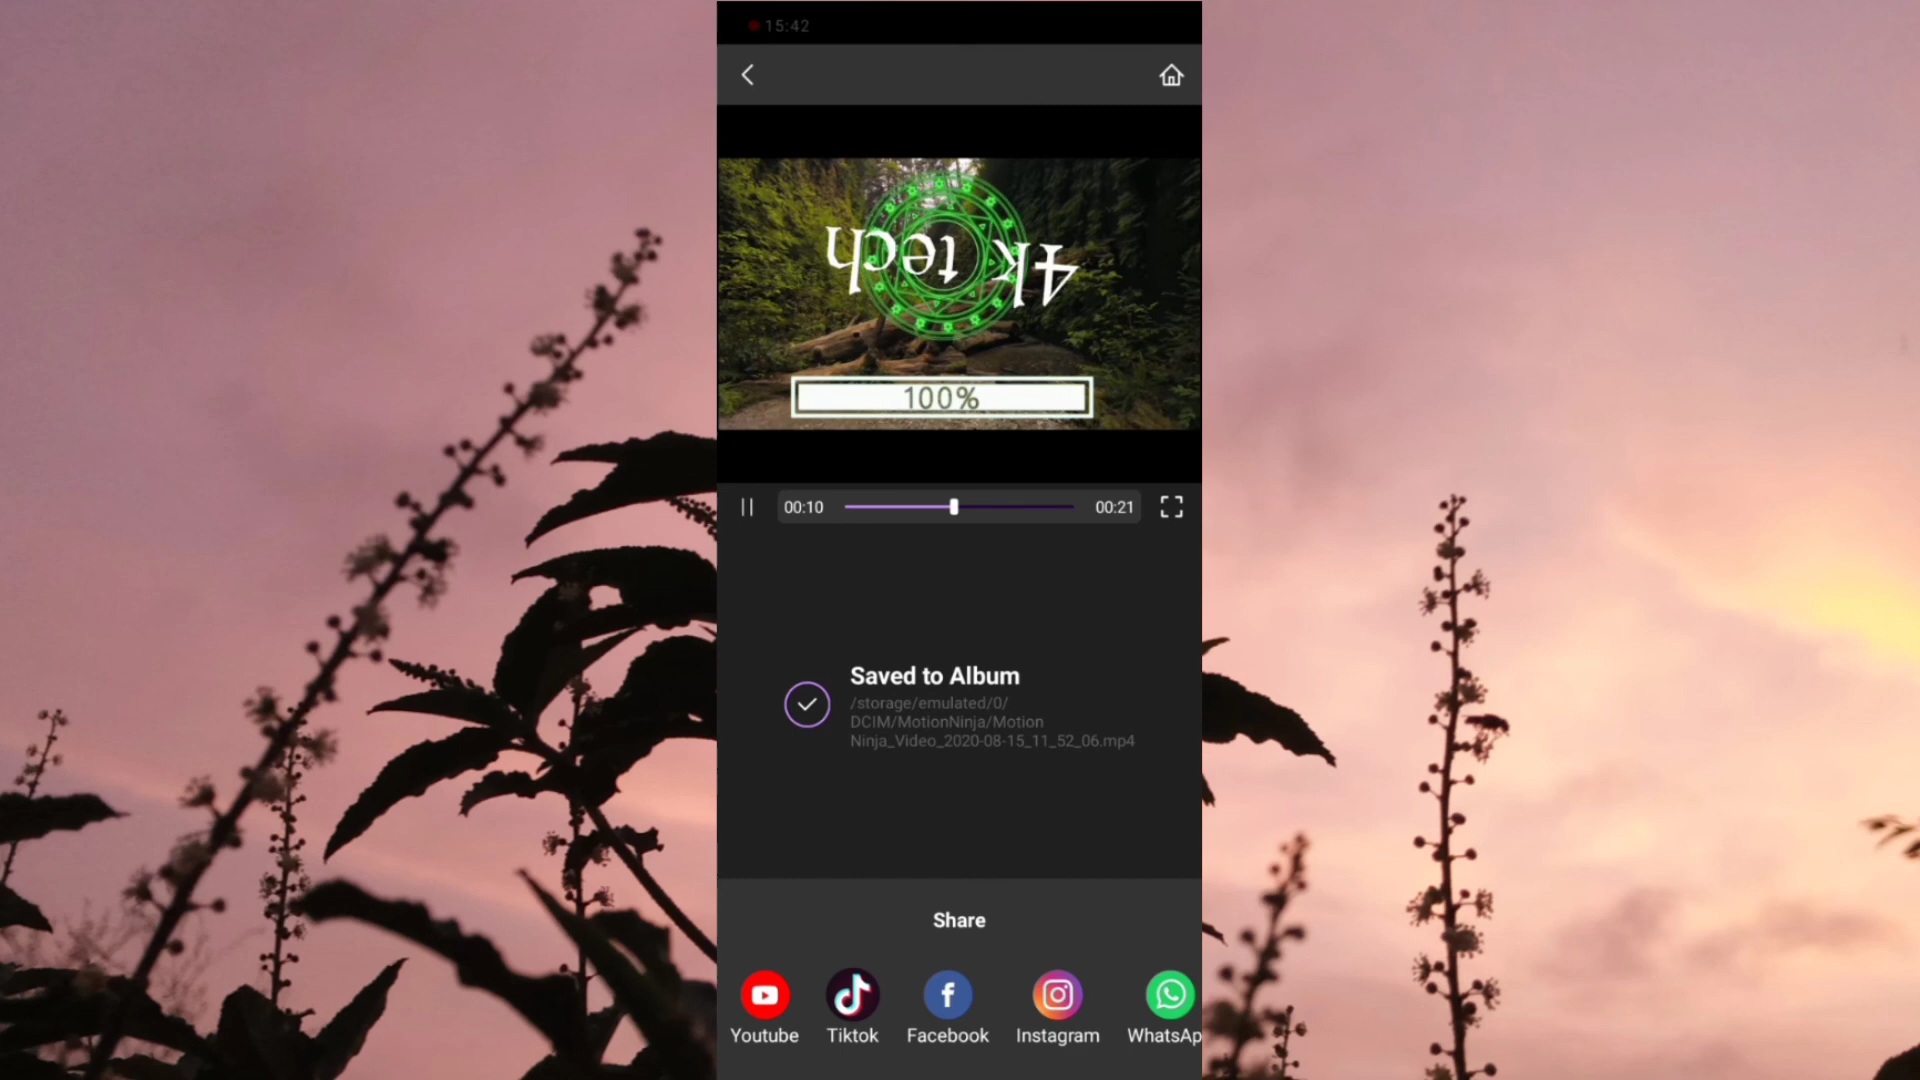 15:42
4k tech
100%
00:10
00:21
Saved to Album
/storage/emulated/0/
DCIM/MotionNinja/Motion
Ninja_Video_2020-08-15_11_52_06.mp4
Share
Youtube Tiktok Facebook Instagram WhatsAp